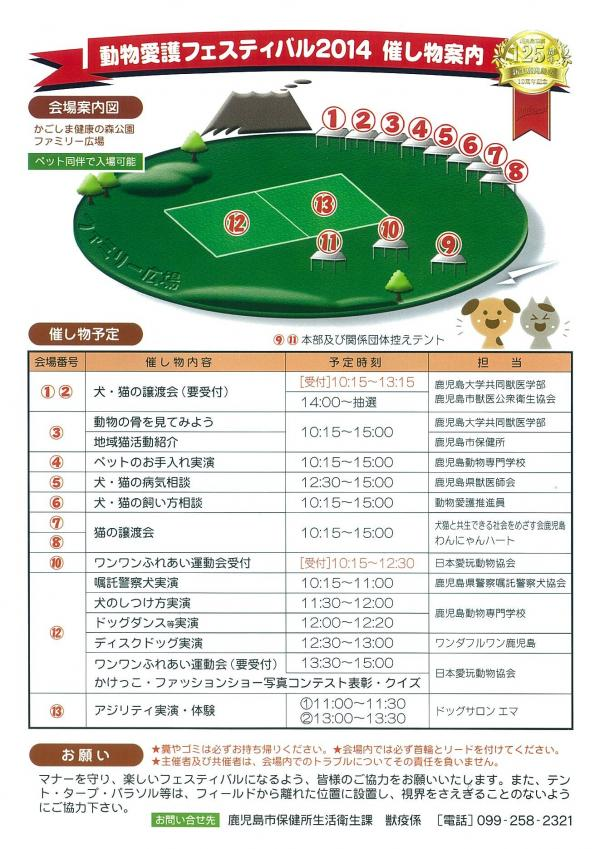 動物愛護フェスティバル2014 催し物案内
125周年
10周年記念
会場案内図
かごしま健康の森公園
ファミリー広場
ペット同伴で入場可能
① ② ③ ④ ⑤ ⑥ ⑦ ⑧
⑫ ⑬
⑪ ⑩ ⑨
ファミリー広場
催し物予定
⑨⑪本部及び関係団体控えテント
会場番号 催し物内容 予定時刻 担当
①② 犬・猫の譲渡会(要受付) [受付]10:15〜13:15 鹿児島大学共同獣医学部
14:00〜抽選 鹿児島市獣医公衆衛生協会
③ 動物の骨を見てみよう 10:15〜15:00 鹿児島大学共同獣医学部
地域猫活動紹介 鹿児島市保健所
④ ペットのお手入れ実演 10:15〜15:00 鹿児島動物専門学校
⑤ 犬・猫の病気相談 12:30〜15:00 鹿児島県獣医師会
⑥ 犬・猫の飼い方相談 10:15〜15:00 動物愛護推進員
⑦ 猫の譲渡会 10:15〜15:00 犬猫と共生できる社会をめざす会鹿児島
⑧ わんにゃんハート
⑩ ワンワンふれあい運動会受付 [受付]10:15〜12:30 日本愛玩動物協会
⑫ 嘱託警察犬実演 10:15〜11:00 鹿児島県警察嘱託警察犬協会
犬のしつけ方実演 11:30〜12:00 鹿児島動物専門学校
ドッグダンス等実演 12:00〜12:20
ディスクドッグ実演 12:30〜13:00 ワンダフルワン鹿児島
ワンワンふれあい運動会(要受付) 13:30〜15:00 日本愛玩動物協会
かけっこ・ファッションショー写真コンテスト表彰・クイズ
⑬ アジリティ実演・体験 ①11:00〜11:30 ドッグサロン エマ
②13:00〜13:30
お願い
★糞やゴミは必ずお持ち帰りください。★会場内では必ず首輪とリードを付けてください。
★主催者及び共催者は、会場内でのトラブルについてその責任を負いません。
マナーを守り、楽しいフェスティバルになるよう、皆様のご協力をお願いいたします。また、テン
ト・タープ・パラソル等は、フィールドから離れた位置に設置し、視界をさえぎることのないよう
にご協力下さい。
お問い合せ先 鹿児島市保健所生活衛生課 獣疫係 [電話]099-258-2321